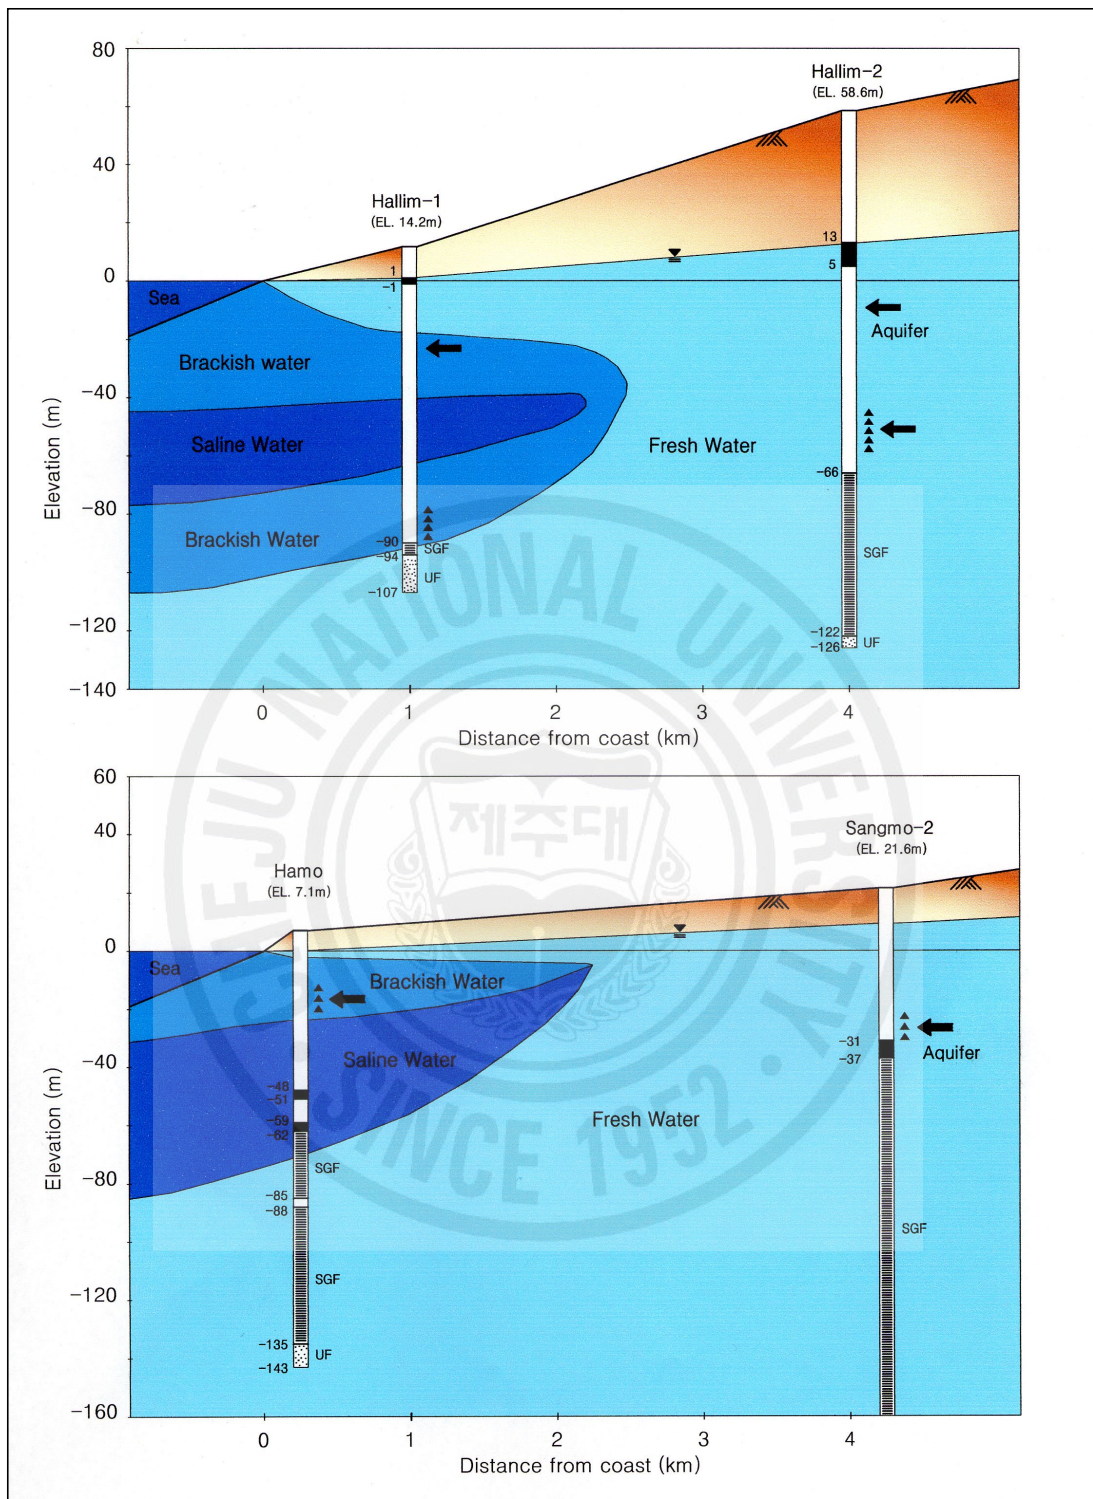 80
Hallim-2
(EL. 58.6m)
40
Hallim-1
(EL. 14.2m)
13
5
1
-1
0
Sea
Aquifer
Brackish water
-40
Saline Water
Fresh Water
-66
Elevation (m)
-80
Brackish Water
-90
SGF
-94
SGF
UF
-107
-120
-122
UF
-126
-140
0
1
2
3
4
Distance from coast (km)
60
40
Sangmo-2
(EL. 21.6m)
Hamo
(EL. 7.1m)
0
Sea
Brackish Water
-31
Aquifer
-37
-40
Saline Water
-48
-51
-59
-62
Fresh Water
Elevation (m)
SGF
-80
-85
-88
SGF
SGF
-120
-135
UF
-143
-160
0
1
2
3
4
Distance from coast (km)
JEJU NATIONAL UNIVERSITY
제주대
SINCE 1952